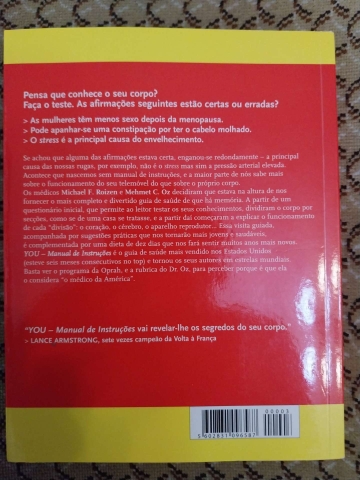 Pensa que conhece o seu corpo?
Faça o teste. As afirmações seguintes estão certas ou erradas?
> As mulheres têm menos sexo depois da menopausa.
> Pode apanhar-se uma constipação por ter o cabelo molhado.
> O stress é a principal causa do envelhecimento.
Se achou que alguma das afirmações estava certa, enganou-se redondamente – a principal
causa das nossas rugas, por exemplo, não é o stress mas sim a pressão arterial elevada.
Acontece que nascemos sem manual de instruções, e a maior parte de nós sabe mais
sobre o funcionamento do seu telemóvel do que sobre o próprio corpo.
Os médicos Michael F. Roizen e Mehmet C. Oz decidiram que estava na altura de nos
fornecer o mais completo e divertido guia de saúde de que há memória. A partir de um
questionário inicial, que permite ao leitor testar os seus conhecimentos, dividiram o corpo por
secções, como se de uma casa se tratasse, e a partir daí começaram a explicar o funcionamento
de cada "divisão": o coração, o cérebro, o aparelho reprodutor... Essa visita guiada,
acompanhada por sugestões práticas que nos tornarão mais jovens e saudáveis,
é complementada por uma dieta de dez dias que nos fará sentir muitos anos mais novos.
YOU – Manual de Instruções é o guia de saúde mais vendido nos Estados Unidos
(esteve seis meses consecutivos no top) e tornou os seus autores em estrelas mundiais.
Basta ver o programa da Oprah, e a rubrica do Dr. Oz, para perceber porque é que ela
o considera "o médico da América".
"YOU – Manual de Instruções vai revelar-lhe os segredos do seu corpo."
> LANCE ARMSTRONG, sete vezes campeão da Volta à França
00003
5602831006587